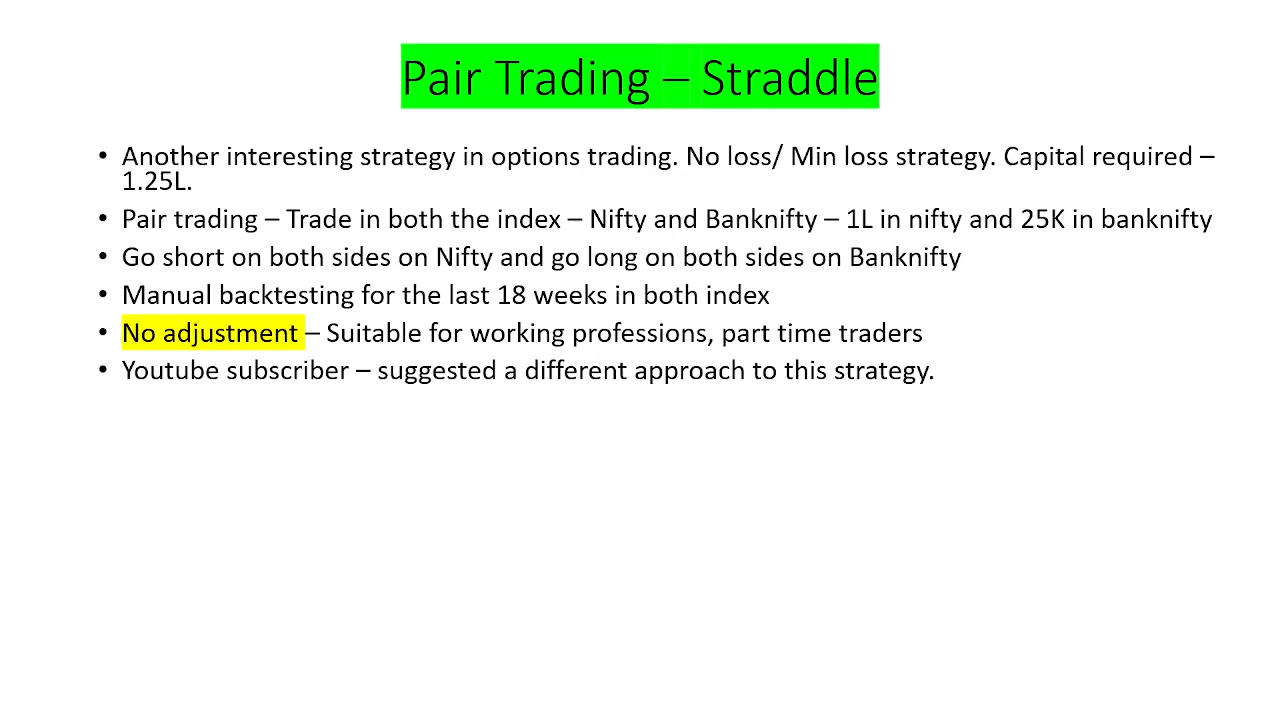 Pair Trading – Straddle
• Another interesting strategy in options trading. No loss/ Min loss strategy. Capital required –
1.25L.
• Pair trading – Trade in both the index – Nifty and Banknifty – 1L in nifty and 25K in banknifty
• Go short on both sides on Nifty and go long on both sides on Banknifty
• Manual backtesting for the last 18 weeks in both index
• No adjustment – Suitable for working professions, part time traders
• Youtube subscriber – suggested a different approach to this strategy.